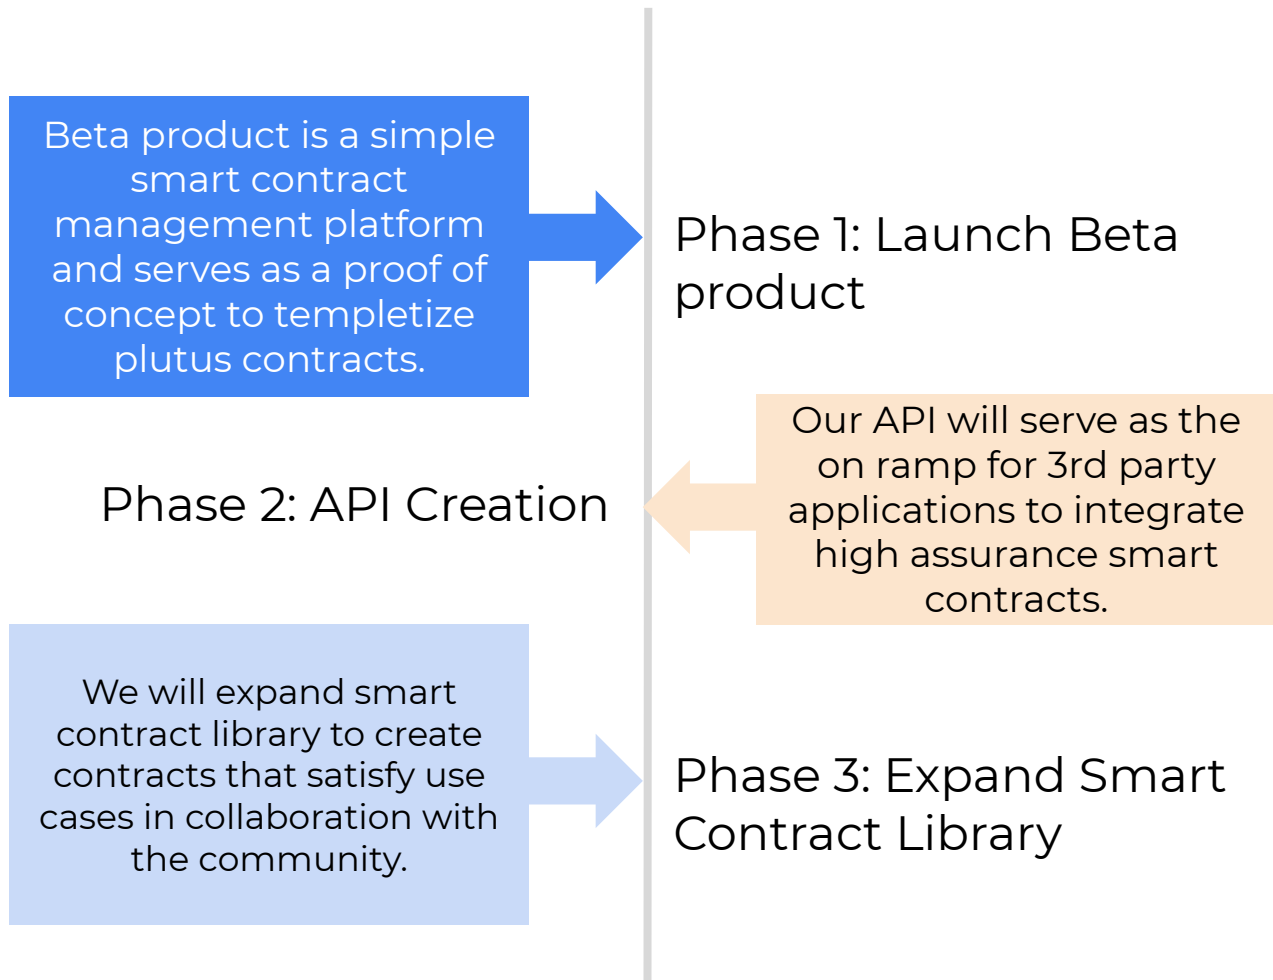 Beta product is a simple
smart contract
management platform
and serves as a proof of
concept to templetize
plutus contracts.
Phase 1: Launch Beta
product
Phase 2: API Creation
Our API will serve as the
on ramp for 3rd party
applications to integrate
high assurance smart
contracts.
We will expand smart
contract library to create
contracts that satisfy use
cases in collaboration with
the community.
Phase 3: Expand Smart
Contract Library